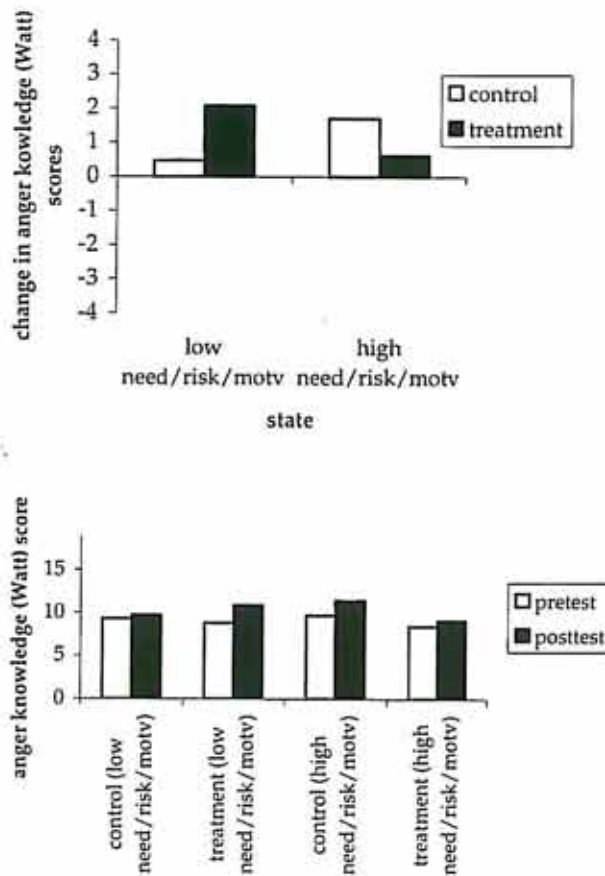 change in anger kowledge (Watt)
scores
4
3
2
1
0
-1
-2
-3
-4
control
treatment
low
need/risk/motv
high
need/risk/motv
state
anger knowledge (Watt) score
15
10
5
0
pretest
posttest
control (low
need/risk/motv)
treatment (low
need/risk/motv)
control (high
need/risk/motv)
treatment (high
need/risk/motv)